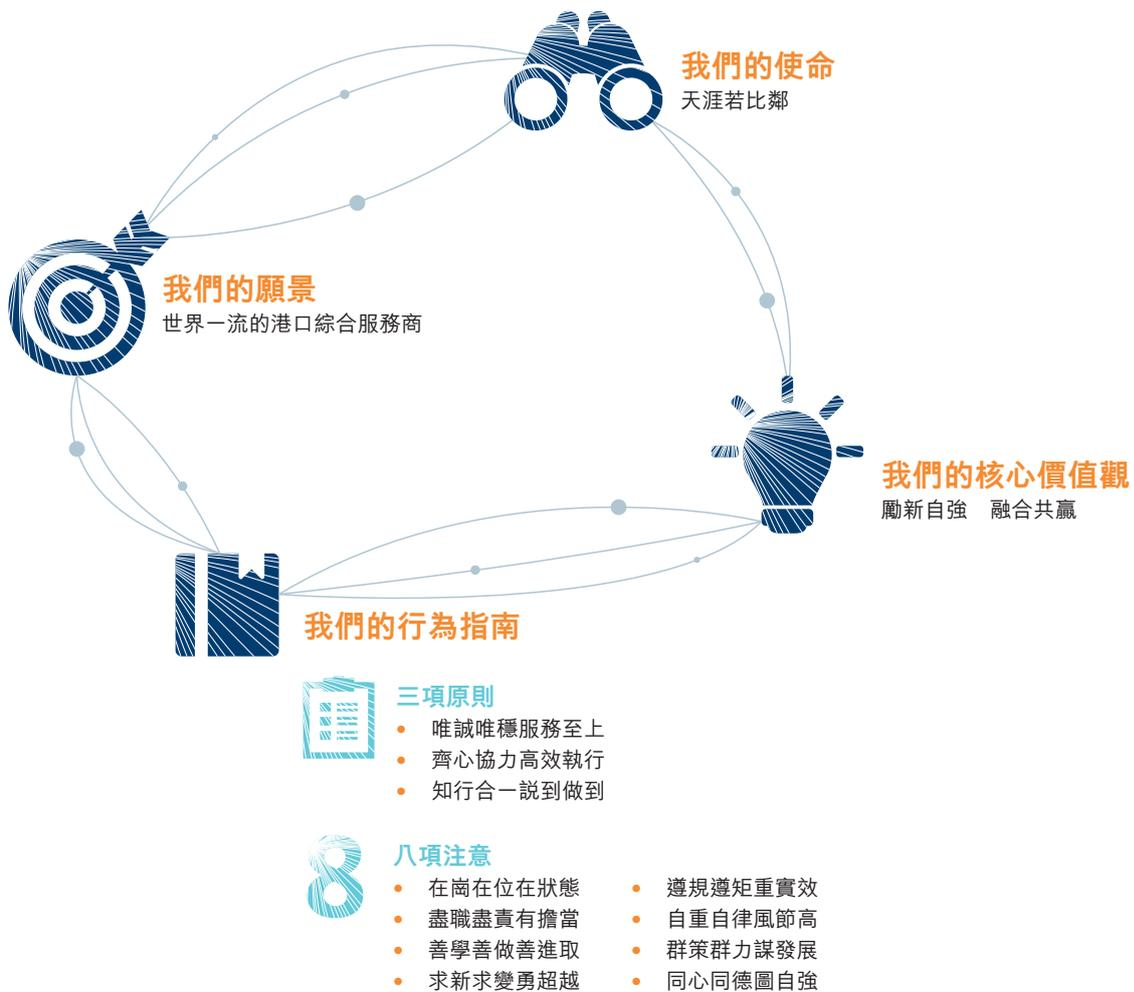 我們的使命
天涯若比鄰
我們的願景
世界一流的港口綜合服務商
我們的核心價值觀
勵新自強　融合共贏
我們的行為指南
三項原則
• 唯誠唯穩服務至上
• 齊心協力高效執行
• 知行合一說到做到
8
八項注意
• 在崗在位在狀態
• 盡職盡責有擔當
• 善學善做善進取
• 求新求變勇超越
• 遵規遵矩重實效
• 自重自律風節高
• 群策群力謀發展
• 同心同德圖自強